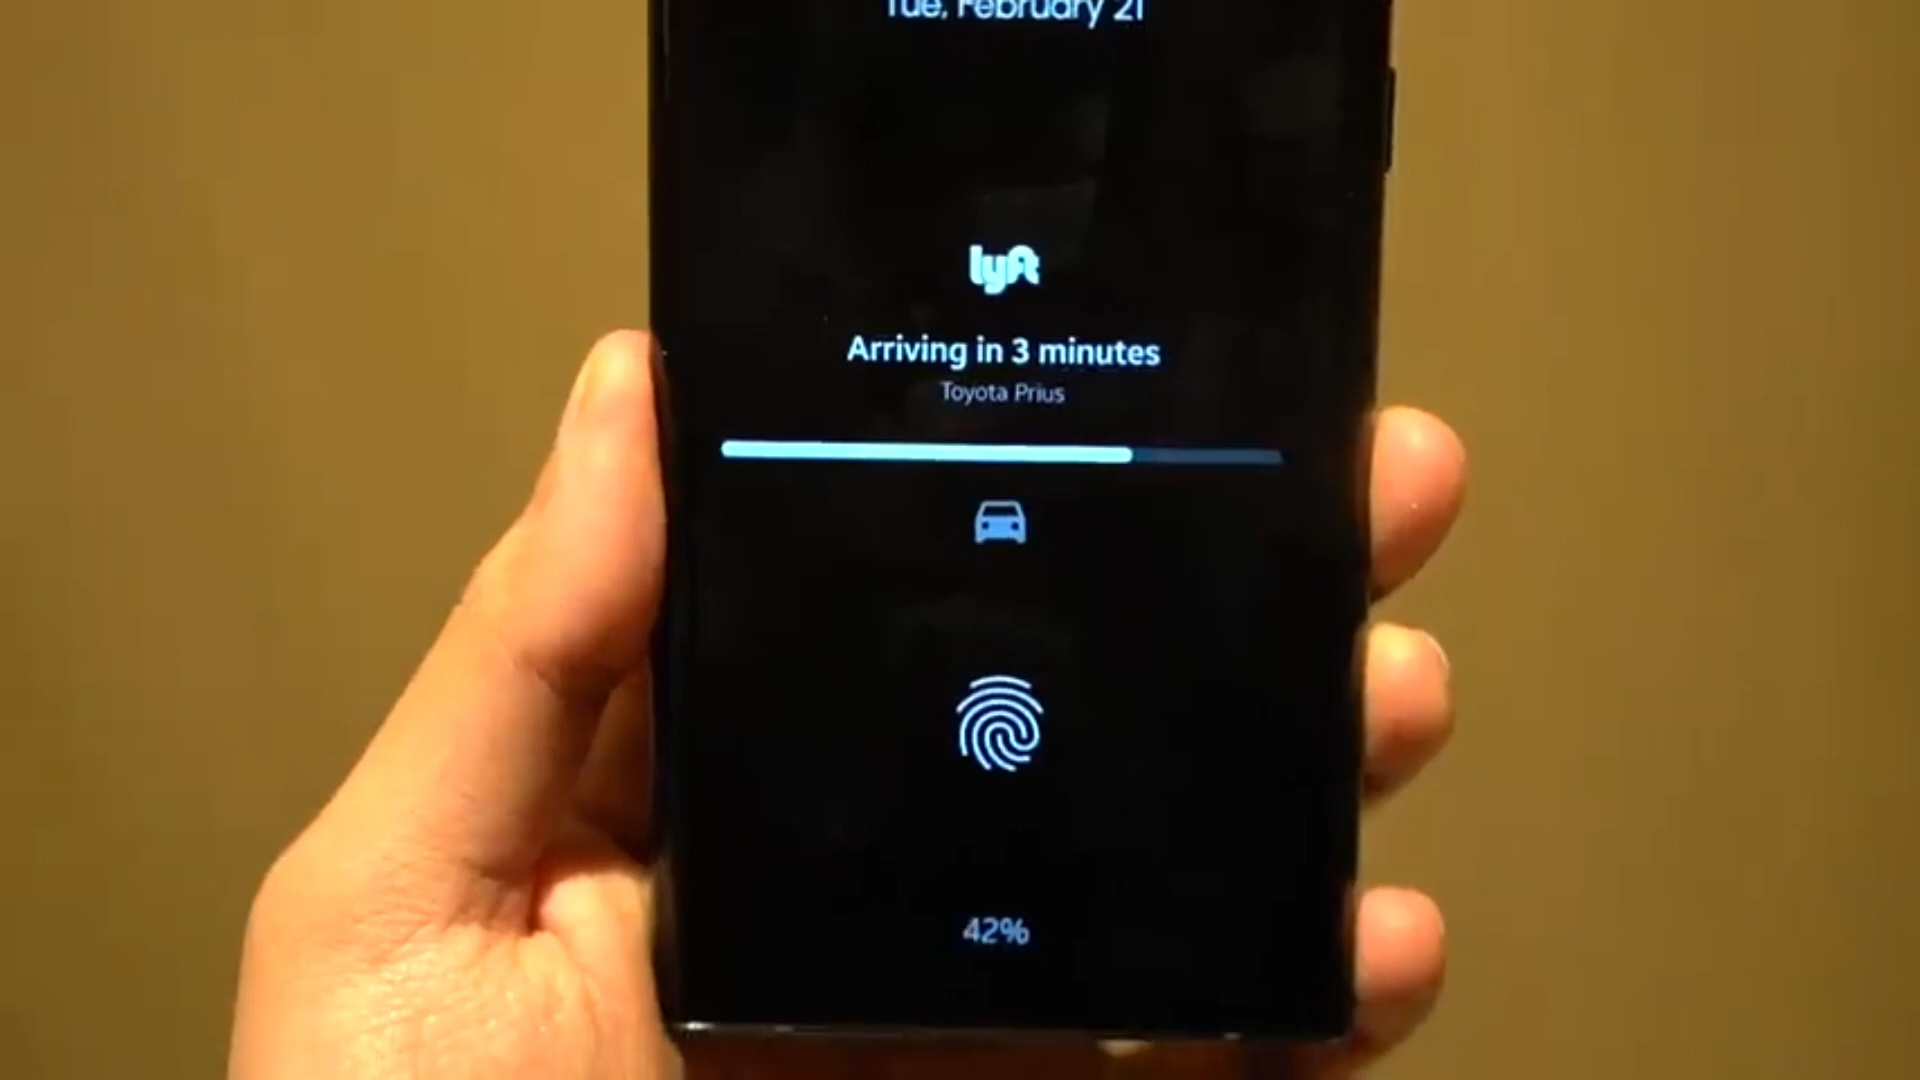 Tue, February 21
lyft
Arriving in 3 minutes
Toyota Prius
42%